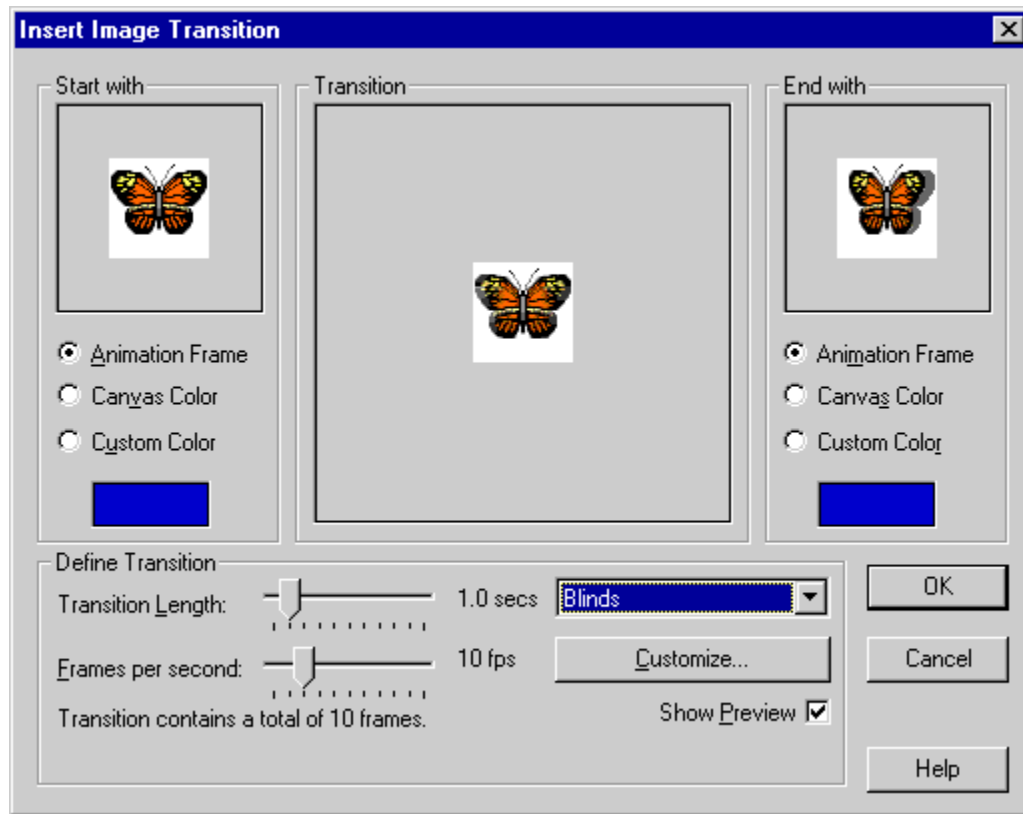 Insert Image Transition
Start with
Transition
End with
Animation Frame
Canvas Color
Custom Color
Animation Frame
Canvas Color
Custom Color
Define Transition
Transition Length:
1.0 secs
Blinds
Frames per second:
10 fps
Customize...
Transition contains a total of 10 frames.
Show Preview
OK
Cancel
Help